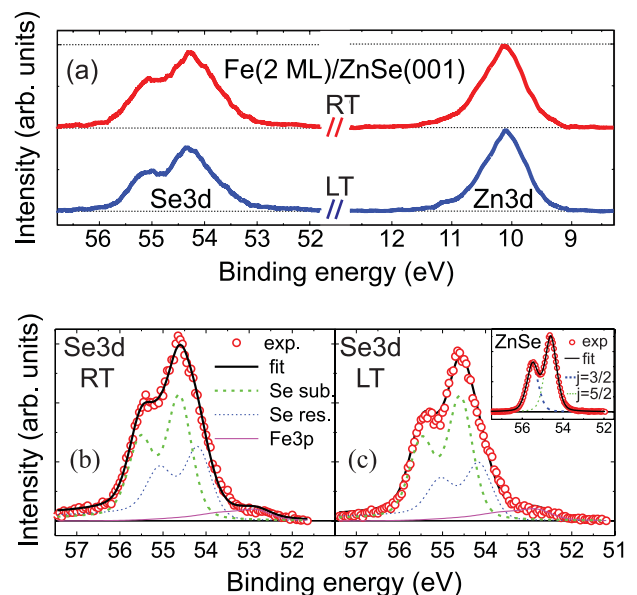 (a)
Fe(2 ML)/ZnSe(001)
RT
LT
Se3d
Zn3d
Intensity (arb. units)
56 55 54 53 52 12 11 10 9
Binding energy (eV)
Se3d
RT
exp.
fit
Se sub.
Se res.
Fe3p
(b)
Intensity (arb. units)
57 56 55 54 53 52
Binding energy (eV)
Se3d
LT
ZnSe
exp
fit
j=3/2.
j=5/2
56 54 52
(c)
57 56 55 54 53 52 51
Binding energy (eV)